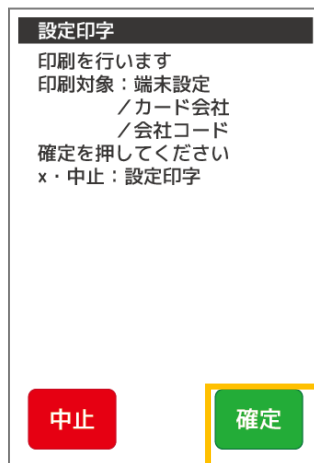 設定印字
印刷を行います
印刷対象：端末設定
／カード会社
／会社コード
確定を押してください
x・中止：設定印字
中止
確定